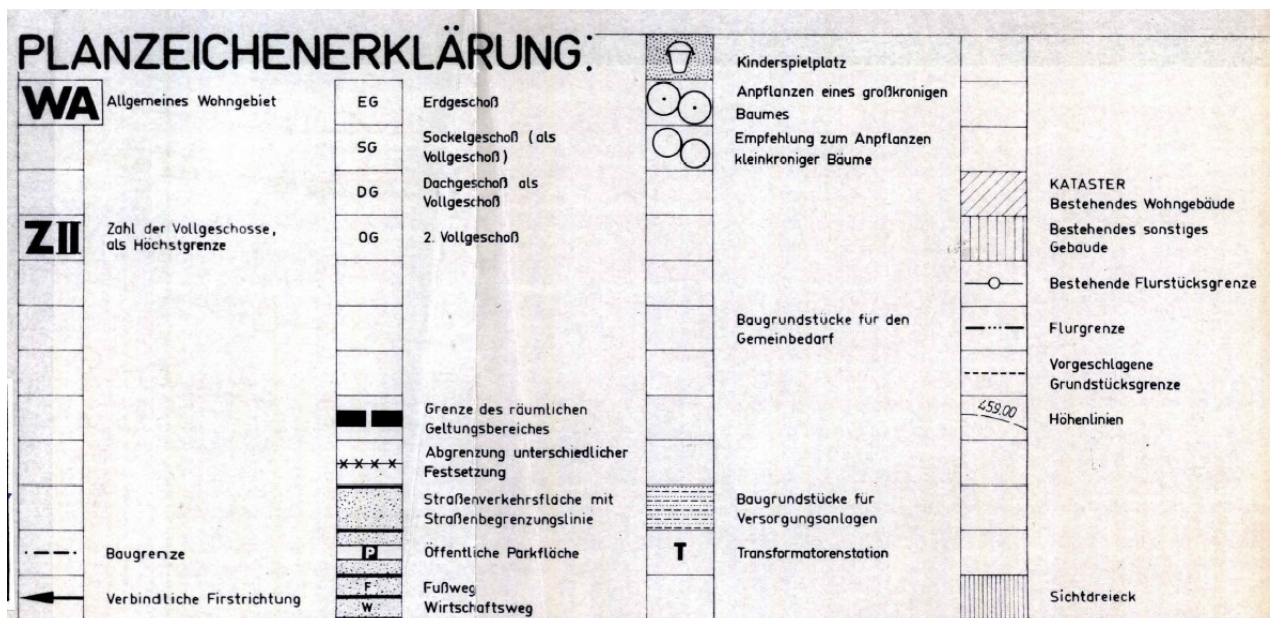 PLANZEICHENERKLÄRUNG:
WA Allgemeines Wohngebiet
Z II Zahl der Vollgeschosse,
als Höchstgrenze
Baugrenze
Verbindliche Firstrichtung
EG Erdgeschoß
SG Sockelgeschoß (als
Vollgeschoß)
DG Dachgeschoß als
Vollgeschoß
OG 2. Vollgeschoß
Grenze des räumlichen
Geltungsbereiches
Abgrenzung unterschiedlicher
Festsetzung
Straßenverkehrsfläche mit
Straßenbegrenzungslinie
P Öffentliche Parkfläche
F Fußweg
W Wirtschaftsweg
Kinderspielplatz
Anpflanzen eines großkronigen
Baumes
Empfehlung zum Anpflanzen
kleinkroniger Bäume
Baugrundstücke für den
Gemeinbedarf
Baugrundstücke für
Versorgungsanlagen
T Transformatorenstation
KATASTER
Bestehendes Wohngebäude
Bestehendes sonstiges
Gebäude
Bestehende Flurstücksgrenze
Flurgrenze
Vorgeschlagene
Grundstücksgrenze
459.00 Höhenlinien
Sichtdreieck